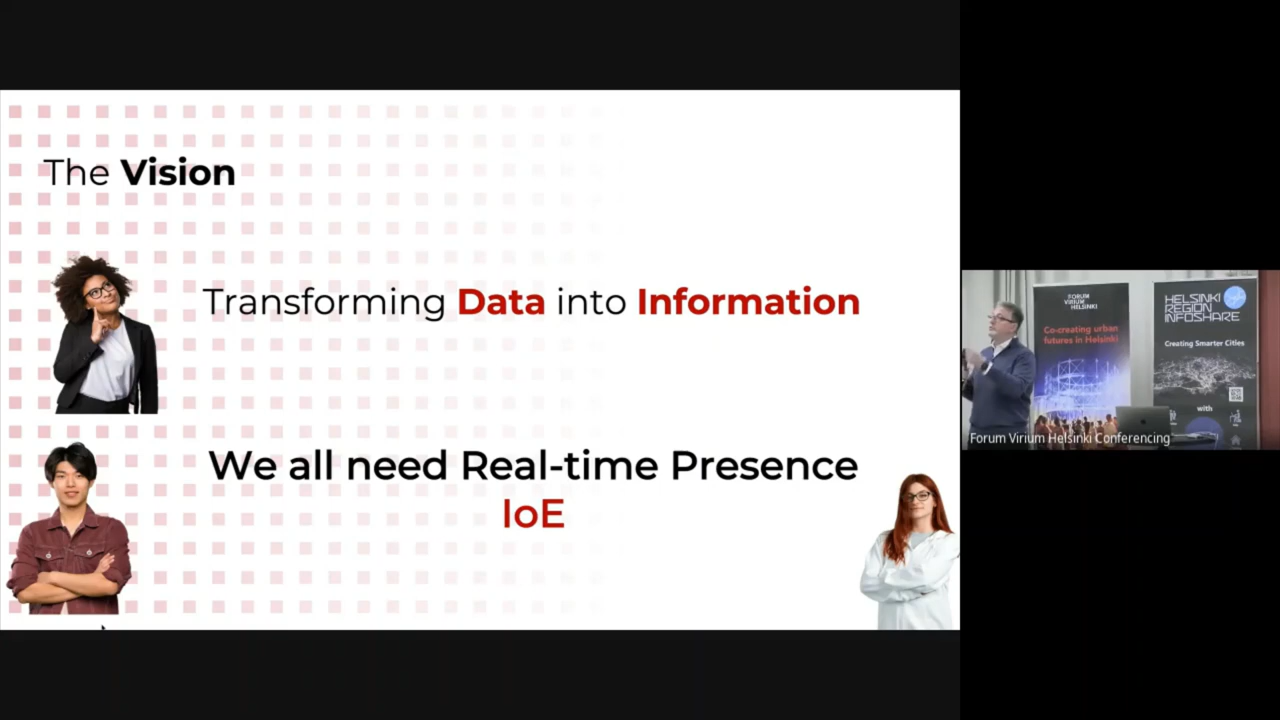 The Vision
Transforming Data into Information
We all need Real-time Presence
IoE
FORUM
VIRIUM
HELSINKI
Co-creating urban
futures in Helsinki
HELSINKI
REGION
INFOSHARE
Creating Smarter Cities
with
Forum Virium Helsinki Conferencing